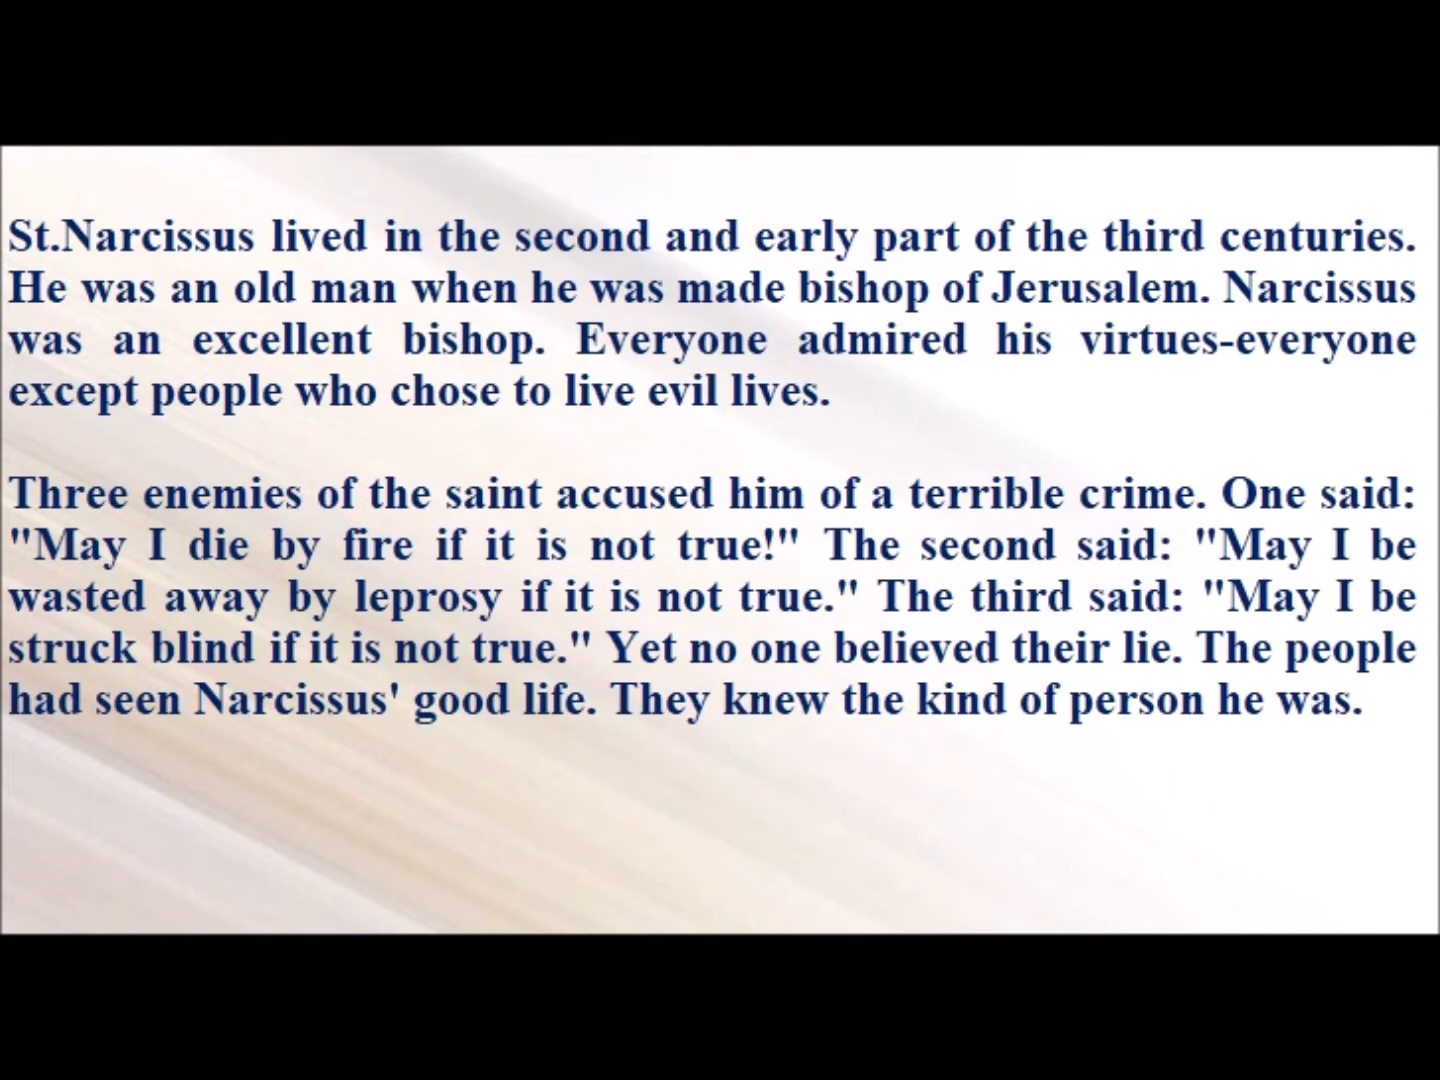 St.Narcissus lived in the second and early part of the third centuries.
He was an old man when he was made bishop of Jerusalem. Narcissus
was an excellent bishop. Everyone admired his virtues-everyone
except people who chose to live evil lives.
Three enemies of the saint accused him of a terrible crime. One said:
"May I die by fire if it is not true!" The second said: "May I be
wasted away by leprosy if it is not true." The third said: "May I be
struck blind if it is not true." Yet no one believed their lie. The people
had seen Narcissus' good life. They knew the kind of person he was.